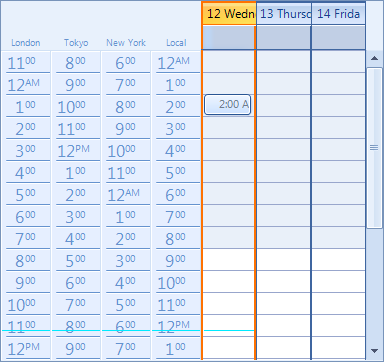 12 Wedn 13 Thursd 14 Frida
London Tokyo New York Local
11 00 8 00 6 00 12 AM
12 AM 9 00 7 00 1 00
1 00 10 00 8 00 2 00 2:00 A
2 00 11 00 9 00 3 00
3 00 12 PM 10 00 4 00
4 00 1 00 11 00 5 00
5 00 2 00 12 AM 6 00
6 00 3 00 1 00 7 00
7 00 4 00 2 00 8 00
8 00 5 00 3 00 9 00
9 00 6 00 4 00 10 00
10 00 7 00 5 00 11 00
11 00 8 00 6 00 12 PM
12 PM 9 00 7 00 1 00